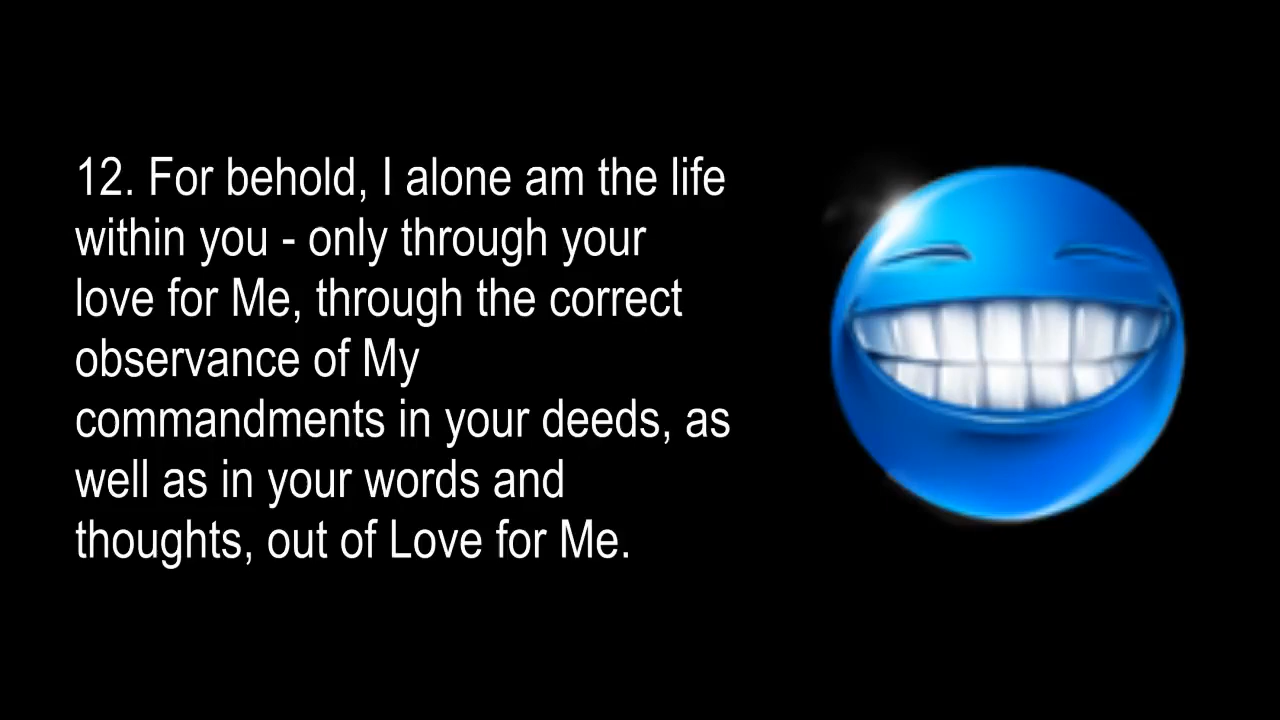 12. For behold, I alone am the life
within you - only through your
love for Me, through the correct
observance of My
commandments in your deeds, as
well as in your words and
thoughts, out of Love for Me.